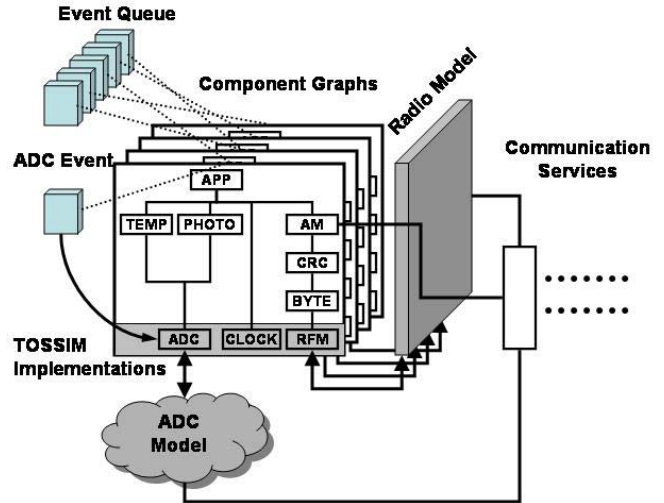 Event Queue
Component Graphs
Radio Model
ADC Event
Communication
Services
APP
TEMP
PHOTO
AM
CRC
BYTE
ADC
CLOCK
RFM
TOSSIM
Implementations
ADC
Model